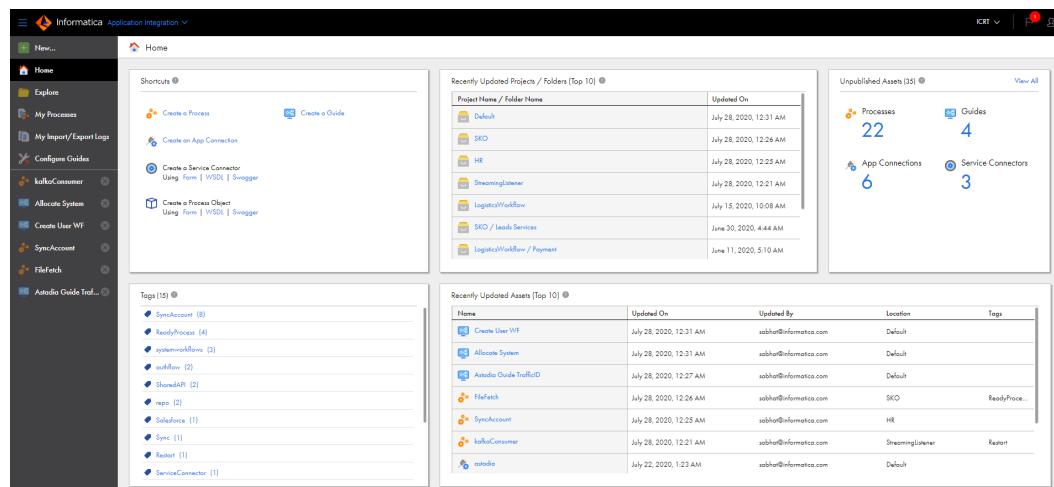 Informatica Application Integration
ICRT
1
New...
Home
Explore
My Processes
My Import/Export Logs
Configure Guides
kafkaConsumer
Allocate System
Create User WF
SyncAccount
FileFetch
Astadia Guide Traf...
Home
Shortcuts
Create a Process
Create a Guide
Create an App Connection
Create a Service Connector
Using Form | WSDL | Swagger
Create a Process Object
Using Form | WSDL | Swagger
Recently Updated Projects / Folders (Top 10)
Project Name / Folder Name Updated On
Default July 28, 2020, 12:31 AM
SKO July 28, 2020, 12:26 AM
HR July 28, 2020, 12:25 AM
StreamingListener July 28, 2020, 12:21 AM
LogisticsWorkflow July 15, 2020, 10:08 AM
SKO / Leads Services June 30, 2020, 4:44 AM
LogisticsWorkflow / Payment June 11, 2020, 5:10 AM
Unpublished Assets (35) View All
Processes
22
Guides
4
App Connections
6
Service Connectors
3
Tags (15)
SyncAccount (8)
ReadyProcess (4)
systemworkflows (3)
authflow (2)
SharedAPI (2)
repo (2)
Salesforce (1)
Sync (1)
Restart (1)
ServiceConnector (1)
Recently Updated Assets (Top 10)
Name Updated On Updated By Location Tags
Create User WF July 28, 2020, 12:31 AM sabhat@informatica.com Default
Allocate System July 28, 2020, 12:31 AM sabhat@informatica.com Default
Astadia Guide TrafficID July 28, 2020, 12:27 AM sabhat@informatica.com Default
FileFetch July 28, 2020, 12:26 AM sabhat@informatica.com SKO ReadyProce...
SyncAccount July 28, 2020, 12:25 AM sabhat@informatica.com HR
kafkaConsumer July 28, 2020, 12:21 AM sabhat@informatica.com StreamingListener Restart
astadia July 22, 2020, 1:23 AM sabhat@informatica.com Default